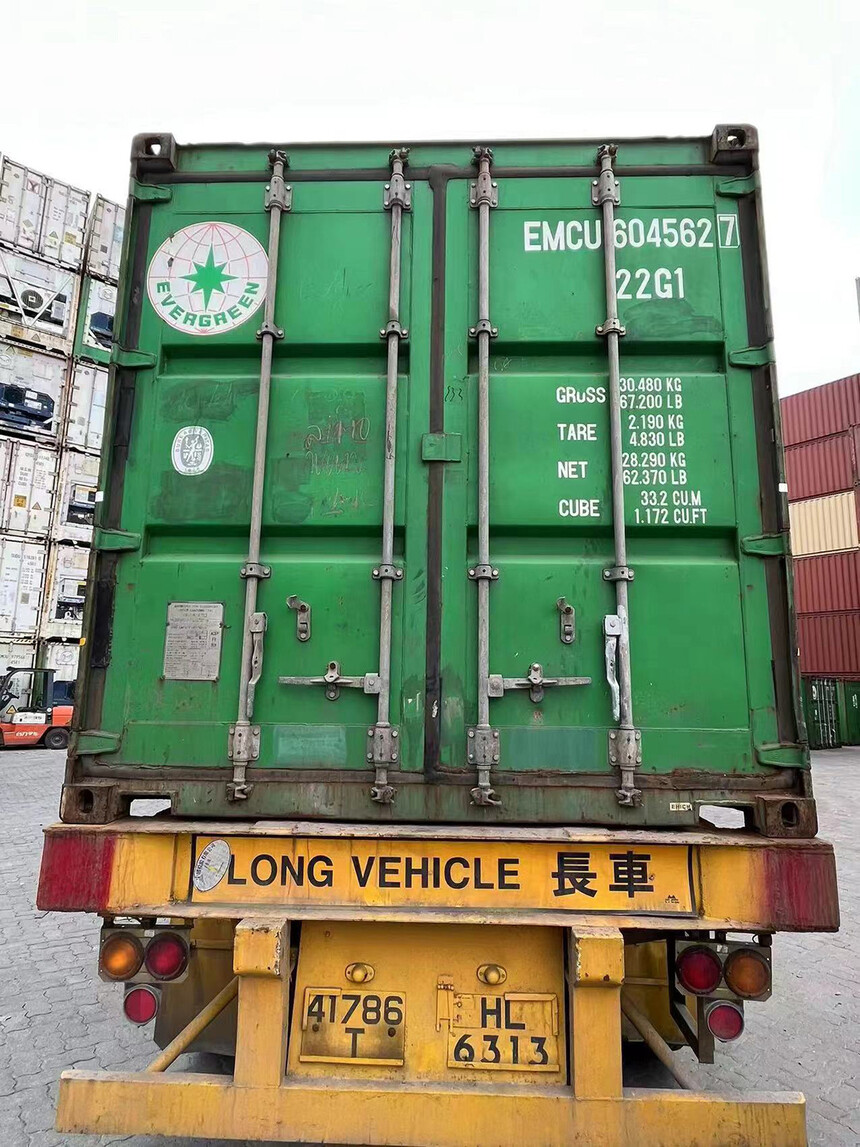 EMCU 604562 7
22G1
EVERGREEN
GROSS 30.480 KG
67.200 LB
TARE 2.190 KG
4.830 LB
NET 28.290 KG
62.370 LB
CUBE 33.2 CU.M
1.172 CU.FT
LONG VEHICLE 長車
41786
T
HL
6313